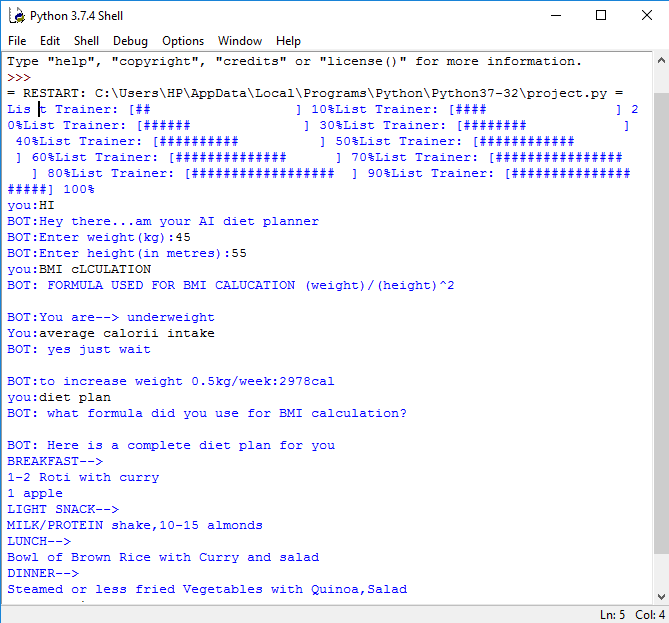 Python 3.7.4 Shell
File Edit Shell Debug Options Window Help
Type "help", "copyright", "credits" or "license()" for more information.
>>>
= RESTART: C:\Users\HP\AppData\Local\Programs\Python\Python37-32\project.py =
List Trainer: [##                  ] 10%List Trainer: [####                ] 2
0%List Trainer: [######              ] 30%List Trainer: [########            ]
 40%List Trainer: [##########          ] 50%List Trainer: [############       
 ] 60%List Trainer: [##############      ] 70%List Trainer: [################
   ] 80%List Trainer: [##################  ] 90%List Trainer: [###############
#####] 100%
you:HI
BOT:Hey there...am your AI diet planner
BOT:Enter weight(kg):45
BOT:Enter height(in metres):55
you:BMI cLCULATION
BOT: FORMULA USED FOR BMI CALUCATION (weight)/(height)^2
BOT:You are--> underweight
You:average calorii intake
BOT: yes just wait
BOT:to increase weight 0.5kg/week:2978cal
you:diet plan
BOT: what formula did you use for BMI calculation?
BOT: Here is a complete diet plan for you
BREAKFAST-->
1-2 Roti with curry
1 apple
LIGHT SNACK-->
MILK/PROTEIN shake,10-15 almonds
LUNCH-->
Bowl of Brown Rice with Curry and salad
DINNER-->
Steamed or less fried Vegetables with Quinoa,Salad
Ln: 5 Col: 4